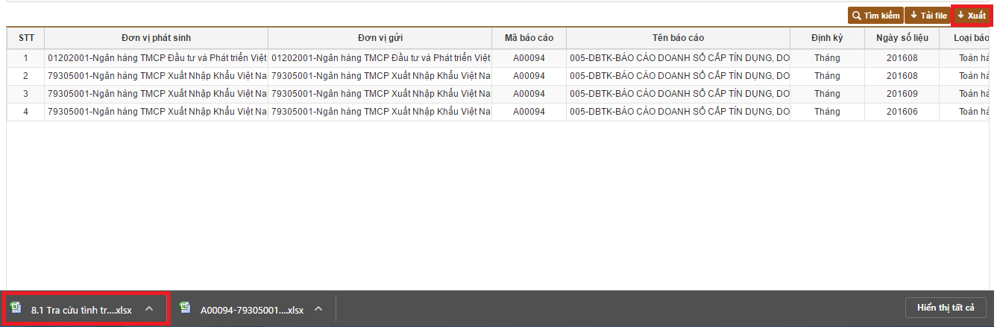 Tìm kiếm Tải file Xuất
STT Đơn vị phát sinh Đơn vị gửi Mã báo cáo Tên báo cáo Định kỳ Ngày số liệu Loại báo
1 01202001-Ngân hàng TMCP Đầu tư và Phát triển Việt 01202001-Ngân hàng TMCP Đầu tư và Phát triển Việt A00094 005-DBTK-BÁO CÁO DOANH SỐ CẤP TÍN DỤNG, DO Tháng 201608 Toàn hà
2 79305001-Ngân hàng TMCP Xuất Nhập Khẩu Việt Na 79305001-Ngân hàng TMCP Xuất Nhập Khẩu Việt Na A00094 005-DBTK-BÁO CÁO DOANH SỐ CẤP TÍN DỤNG, DO Tháng 201608 Toàn hà
3 79305001-Ngân hàng TMCP Xuất Nhập Khẩu Việt Na 79305001-Ngân hàng TMCP Xuất Nhập Khẩu Việt Na A00094 005-DBTK-BÁO CÁO DOANH SỐ CẤP TÍN DỤNG, DO Tháng 201609 Toàn hà
4 79305001-Ngân hàng TMCP Xuất Nhập Khẩu Việt Na 79305001-Ngân hàng TMCP Xuất Nhập Khẩu Việt Na A00094 005-DBTK-BÁO CÁO DOANH SỐ CẤP TÍN DỤNG, DO Tháng 201606 Toàn hà
8.1 Tra cứu tình tr....xlsx A00094-79305001....xlsx Hiển thị tất cả